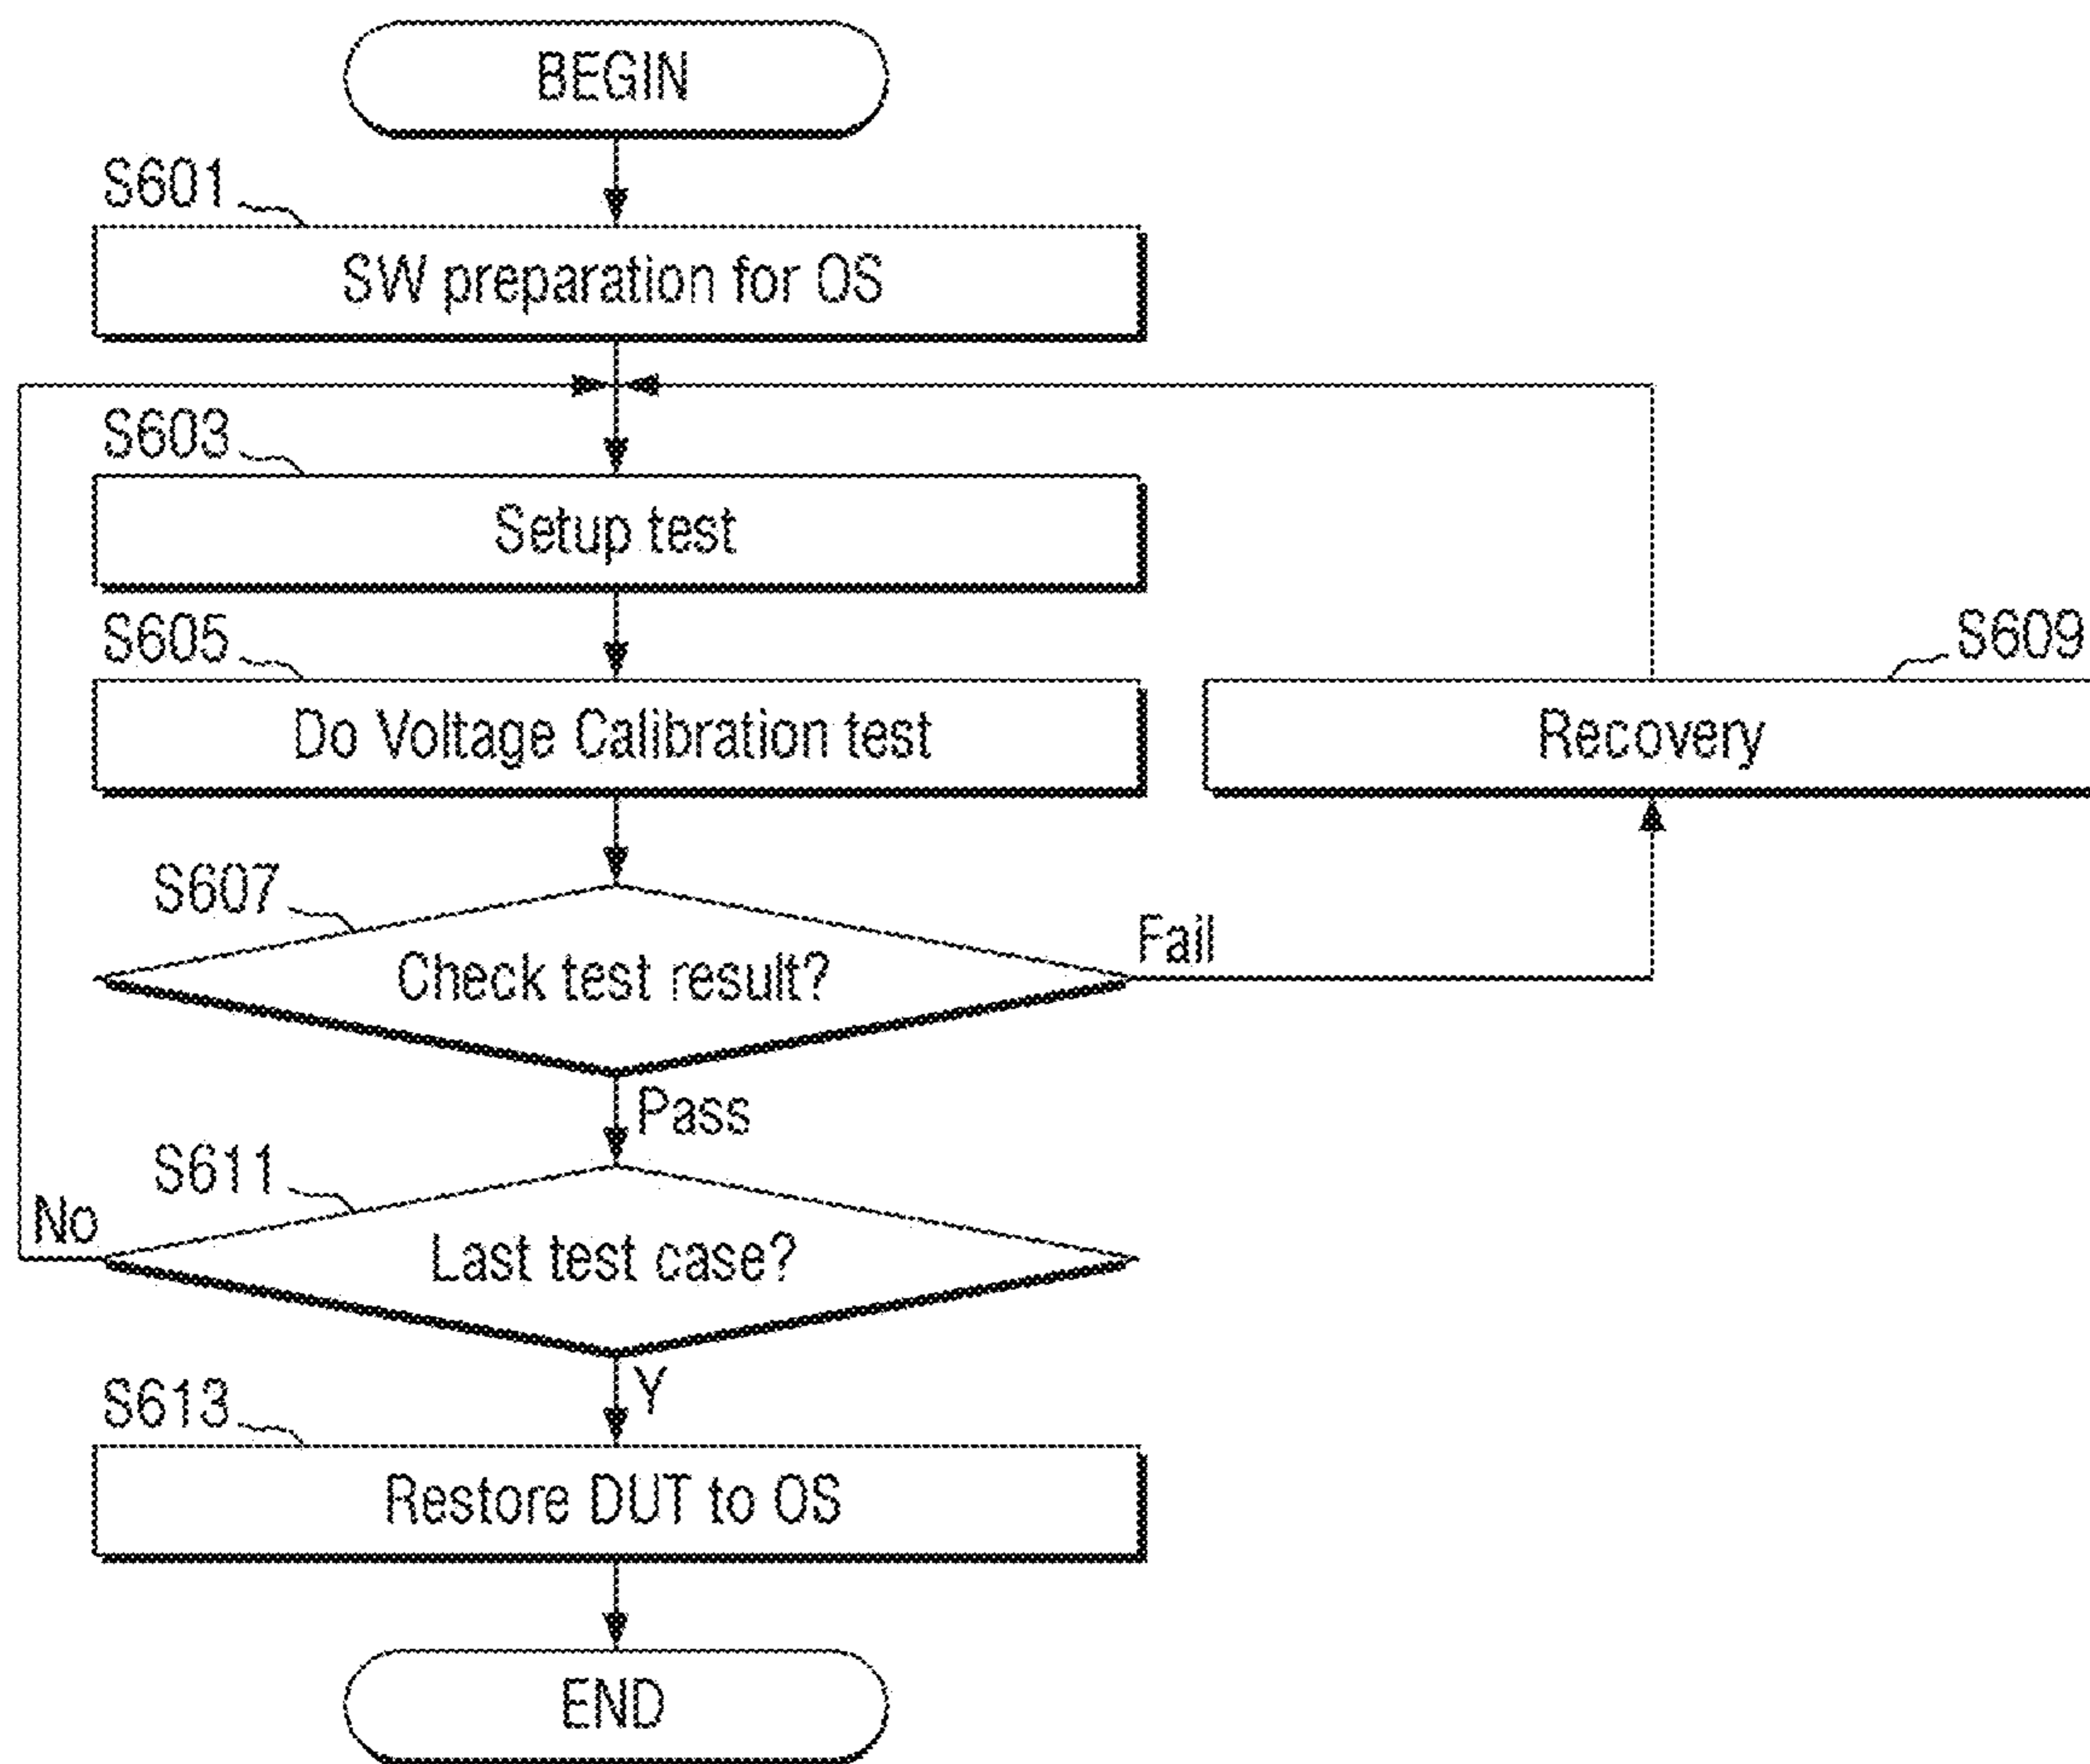 BEGIN
S601
SW preparation for OS
S603
Setup test
S605
Do Voltage Calibration test
S609
Recovery
S607
Check test result?
Fail
Pass
S611
No
Last test case?
Y
S613
Restore DUT to OS
END